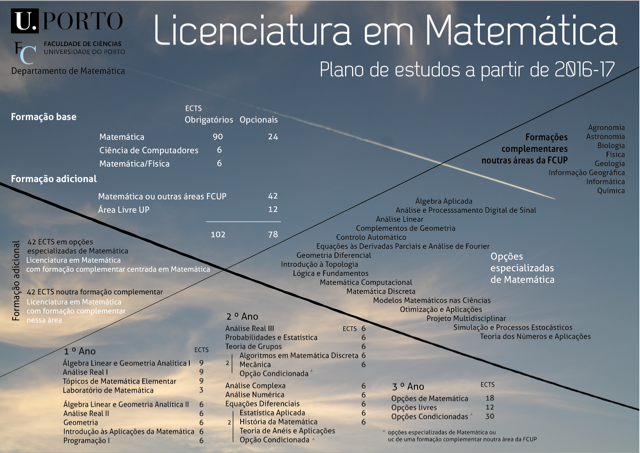 U. PORTO
FC FACULDADE DE CIÊNCIAS
UNIVERSIDADE DO PORTO
Departamento de Matemática
Licenciatura em Matemática
Plano de estudos a partir de 2016-17
ECTS
Formação base Obrigatórios Opcionais
Matemática 90 24
Ciência de Computadores 6
Matemática/Física 6
Formação adicional
Matemática ou outras áreas FCUP 42
Área Livre UP 12
102 78
Formações
complementares
noutras áreas da FCUP
Agronomia
Astronomia
Biologia
Física
Geologia
Informação Geográfica
Informática
Química
Álgebra Aplicada
Análise e Processsamento Digital de Sinal
Análise Linear
Complementos de Geometria
Controlo Automático
Equações às Derivadas Parciais e Análise de Fourier
Geometria Diferencial
Introdução à Topologia
Lógica e Fundamentos
Matemática Computacional
Matemática Discreta
Modelos Matemáticos nas Ciências
Otimização e Aplicações
Projeto Multidisciplinar
Simulação e Processos Estocásticos
Teoria dos Números e Aplicações
Opções
especializadas
de Matemática
Formação adicional
42 ECTS em opções
especializadas de Matemática
Licenciatura em Matemática
com formação complementar centrada em Matemática
42 ECTS noutra formação complementar
Licenciatura em Matemática
com formação complementar
nessa área
1º Ano ECTS
Álgebra Linear e Geometria Analítica I 9
Análise Real I 9
Tópicos de Matemática Elementar 9
Laboratório de Matemática 3
Álgebra Linear e Geometria Analítica II 6
Análise Real II 6
Geometria 6
Introdução às Aplicações da Matemática 6
Programação I 6
2º Ano
Análise Real III ECTS 6
Probabilidades e Estatística 6
Teoria de Grupos 6
Algoritmos em Matemática Discreta 6
2 Mecânica 6
Opção Condicionada *
Análise Complexa 6
Análise Numérica 6
Equações Diferenciais 6
Estatística Aplicada 6
2 História da Matemática 6
Teoria de Anéis e Aplicações
Opção Condicionada *
3º Ano ECTS
Opções de Matemática 18
Opções livres 12
Opções Condicionadas * 30
* opções especializadas de Matemática ou
uc de uma formação complementar noutra área da FCUP